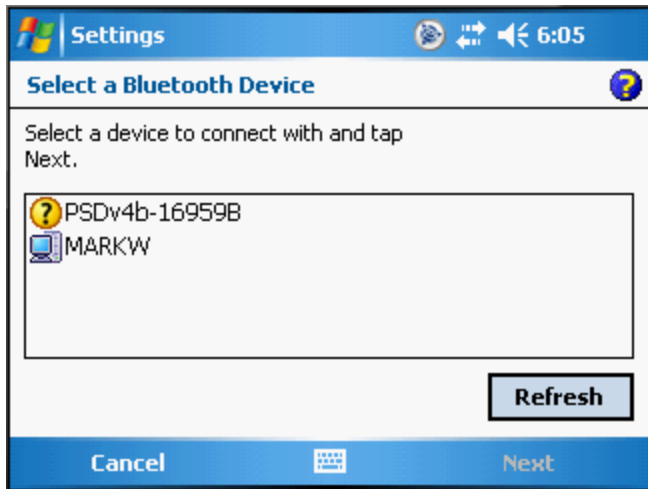 Settings 6:05
Select a Bluetooth Device ?
Select a device to connect with and tap
Next.
? PSDv4b-16959B
MARKW
Refresh
Cancel Next